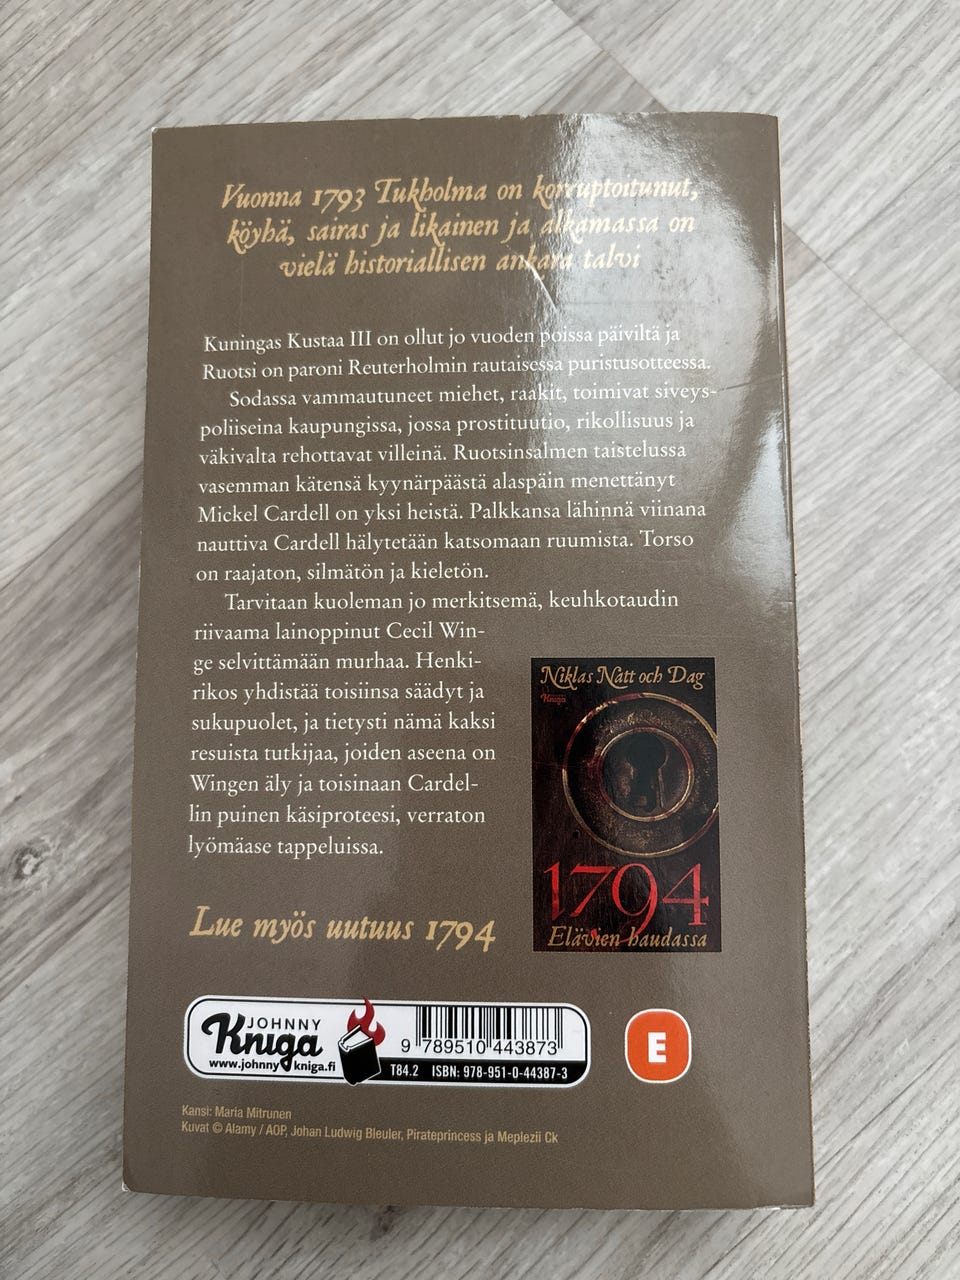 Vuonna 1793 Tukholma on korruptoitunut,
köyhä, sairas ja likainen ja alkamassa on
vielä historiallisen ankara talvi
Kuningas Kustaa III on ollut jo vuoden poissa päiviltä ja
Ruotsi on paroni Reuterholmin rautaisessa puristusotteessa.
Sodassa vammautuneet miehet, raakit, toimivat siveys-
poliiseina kaupungissa, jossa prostituutio, rikollisuus ja
väkivalta rehottavat villeinä. Ruotsinsalmen taistelussa
vasemman kätensä kyynärpäästä alaspäin menettänyt
Mickel Cardell on yksi heistä. Palkkansa lähinnä viinana
nauttiva Cardell hälytetään katsomaan ruumista. Torso
on raajaton, silmätön ja kieletön.
Tarvitaan kuoleman jo merkitsemä, keuhkotaudin
riivaama lainoppinut Cecil Win-
ge selvittämään murhaa. Henki-
rikos yhdistää toisiinsa säädyt ja
sukupuolet, ja tietysti nämä kaksi
resuista tutkijaa, joiden aseena on
Wingen äly ja toisinaan Cardel-
lin puinen käsiproteesi, verraton
lyömäase tappeluissa.
Niklas Natt och Dag
Kniga
1794
Elävien haudassa
Lue myös uutuus 1794
JOHNNY
Kniga
www.johnnykniga.fi
9 789510 443873
T84.2 ISBN: 978-951-0-44387-3
E
Kansi: Maria Mitrunen
Kuvat © Alamy / AOP, Johan Ludwig Bleuler, Pirateprincess ja Meplezii Ck